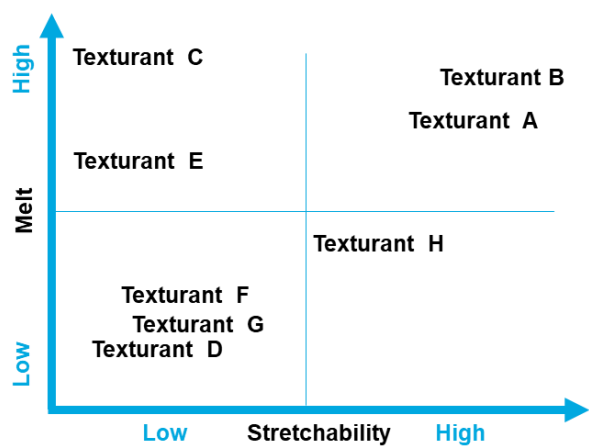 High
Texturant C
Texturant B
Texturant A
Texturant E
Melt
Texturant H
Texturant F
Texturant G
Texturant D
Low
Low Stretchability High